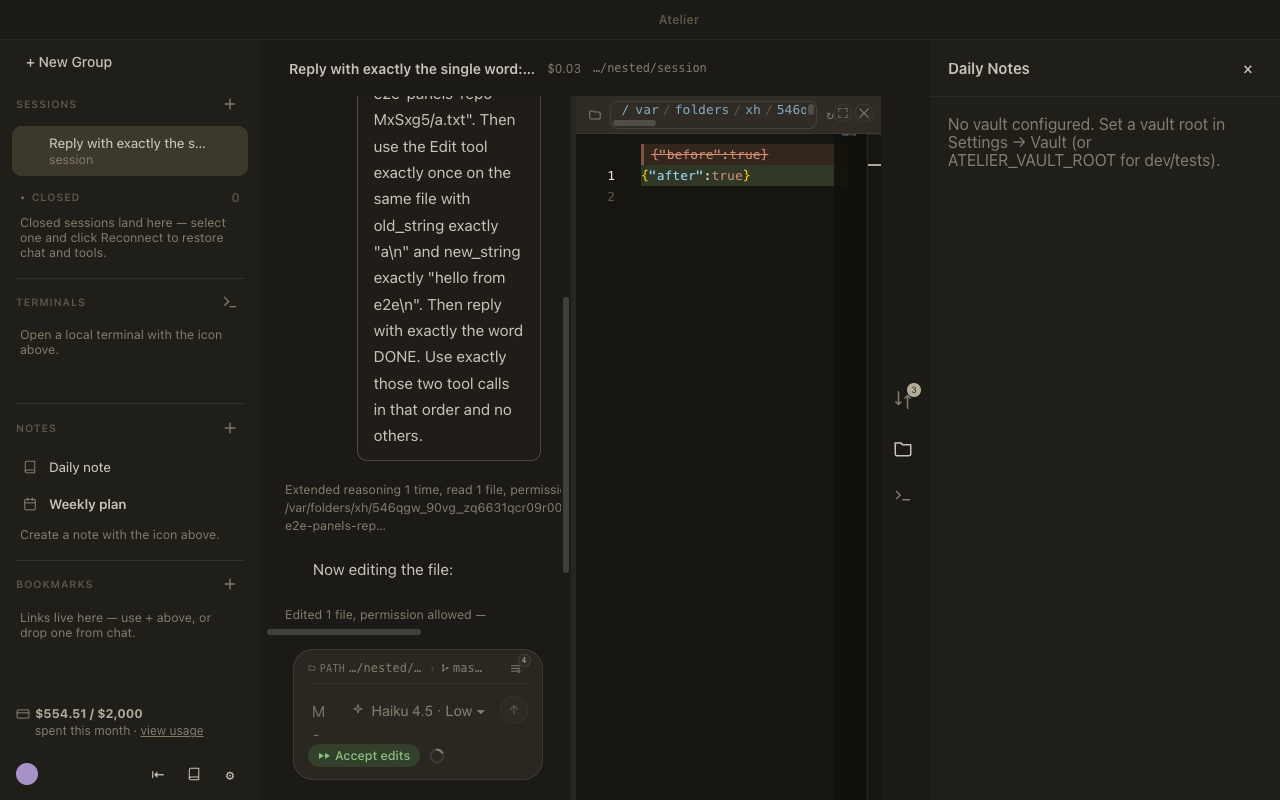 Atelier
+ New Group
SESSIONS
Reply with exactly the s...
session
CLOSED 0
Closed sessions land here — select
one and click Reconnect to restore
chat and tools.
TERMINALS
Open a local terminal with the icon
above.
NOTES
Daily note
Weekly plan
Create a note with the icon above.
BOOKMARKS
Links live here — use + above, or
drop one from chat.
$554.51 / $2,000
spent this month · view usage
Reply with exactly the single word:... $0.03 …/nested/session
MxSxg5/a.txt". Then
use the Edit tool
exactly once on the
same file with
old_string exactly
"a\n" and new_string
exactly "hello from
e2e\n". Then reply
with exactly the word
DONE. Use exactly
those two tool calls
in that order and no
others.
Extended reasoning 1 time, read 1 file,
/var/folders/xh/546qgw_90vg_zq6631qcr09r00
e2e-panels-rep...
Now editing the file:
Edited 1 file, permission allowed —
PATH …/nested/… › mas…
4
M
Haiku 4.5 · Low
Accept edits
/ var / folders / xh /
{"before":true}
1 {"after":true}
2
3
Daily Notes
No vault configured. Set a vault root in
Settings → Vault (or
ATELIER_VAULT_ROOT for dev/tests).